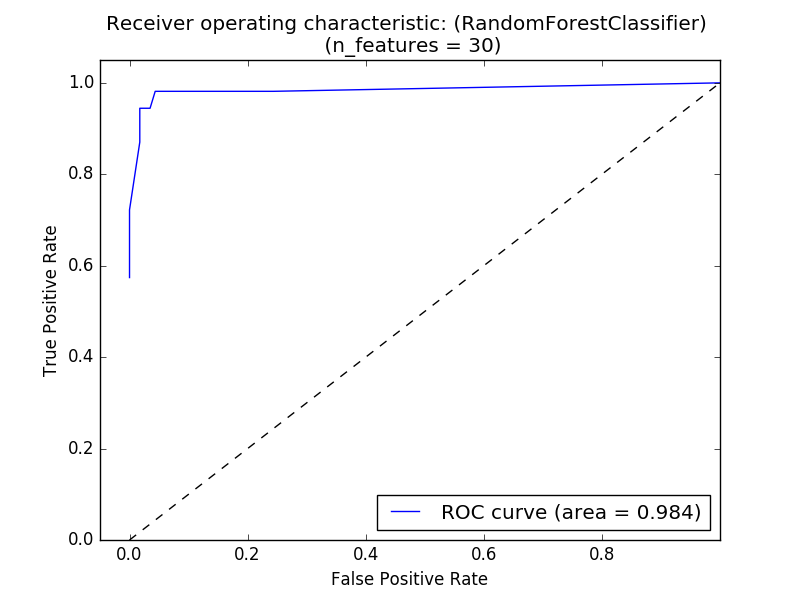 Receiver operating characteristic: (RandomForestClassifier)
(n_features = 30)
True Positive Rate
1.0
0.8
0.6
0.4
0.2
0.0
ROC curve (area = 0.984)
0.0 0.2 0.4 0.6 0.8
False Positive Rate